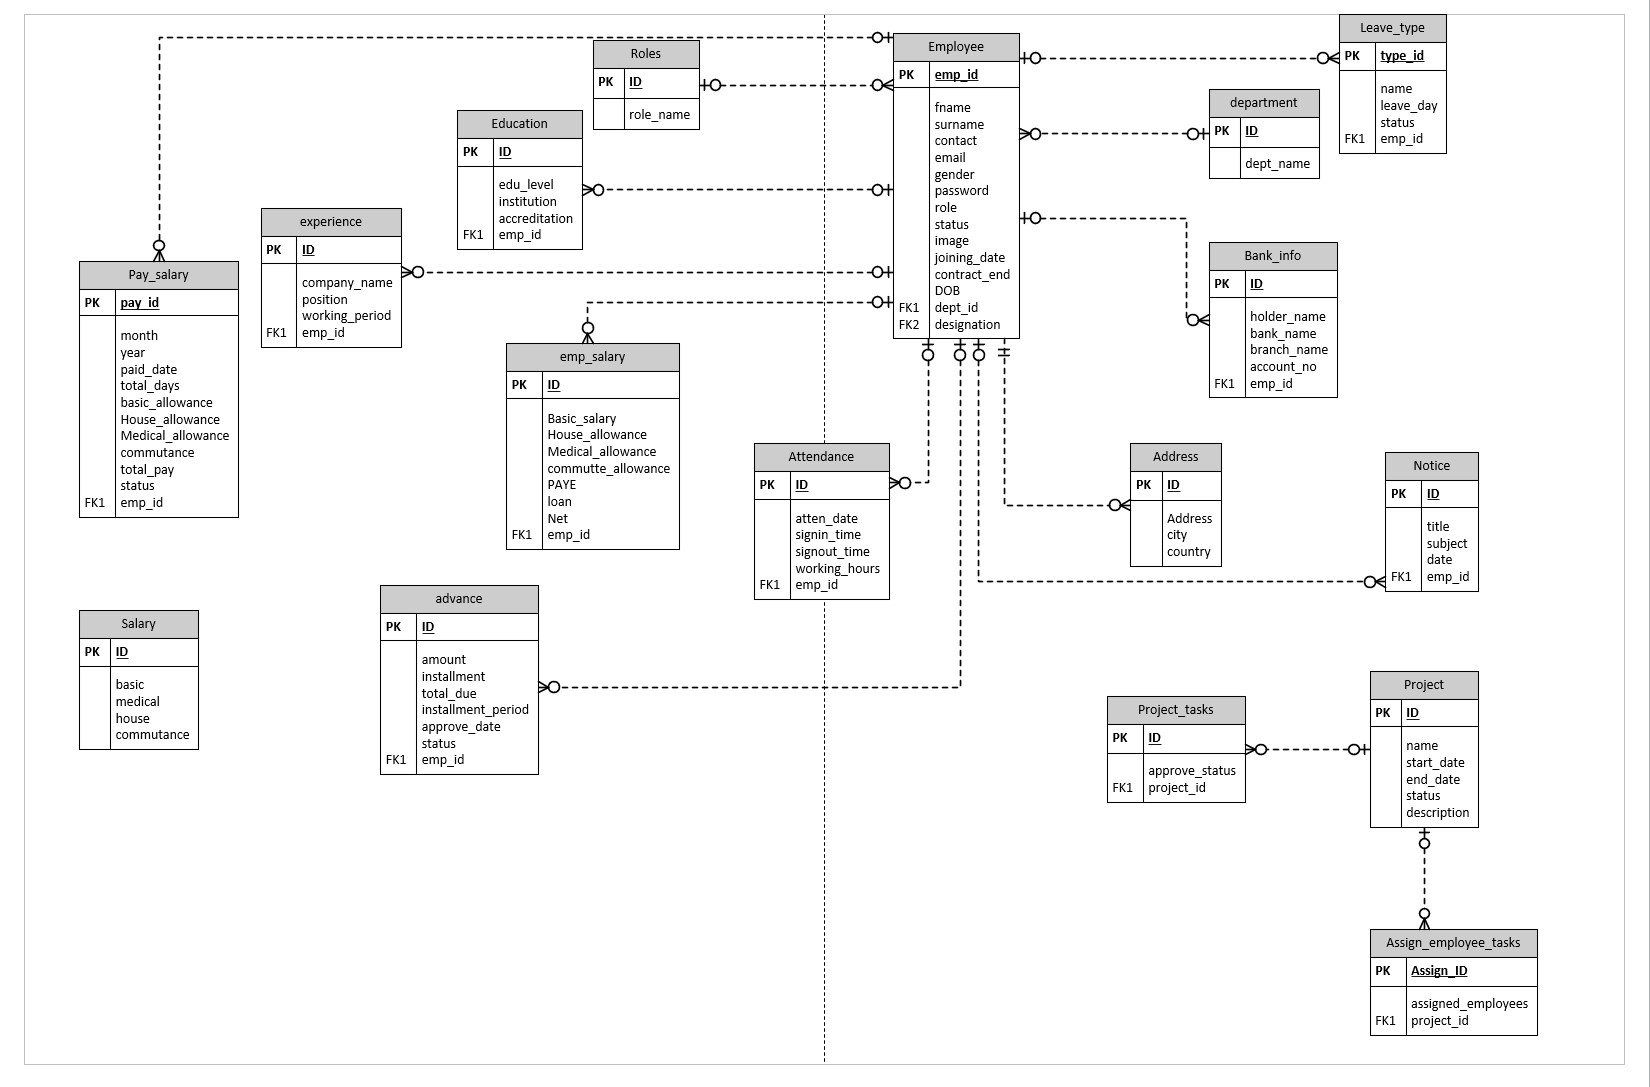 Employee
PK emp_id
fname
surname
contact
email
gender
password
role
status
image
joining_date
contract_end
DOB
FK1 dept_id
FK2 designation
Leave_type
PK type_id
name
leave_day
status
FK1 emp_id
Roles
PK ID
role_name
department
PK ID
dept_name
Education
PK ID
edu_level
institution
accreditation
FK1 emp_id
experience
PK ID
company_name
position
working_period
FK1 emp_id
Bank_info
PK ID
holder_name
bank_name
branch_name
account_no
FK1 emp_id
Pay_salary
PK pay_id
month
year
paid_date
total_days
basic_allowance
House_allowance
Medical_allowance
commutance
total_pay
status
FK1 emp_id
emp_salary
PK ID
Basic_salary
House_allowance
Medical_allowance
commutte_allowance
PAYE
loan
Net
FK1 emp_id
Attendance
PK ID
atten_date
signin_time
signout_time
working_hours
FK1 emp_id
Address
PK ID
Address
city
country
Notice
PK ID
title
subject
date
FK1 emp_id
advance
PK ID
amount
installment
total_due
installment_period
approve_date
status
FK1 emp_id
Salary
PK ID
basic
medical
house
commutance
Project_tasks
PK ID
approve_status
FK1 project_id
Project
PK ID
name
start_date
end_date
status
description
Assign_employee_tasks
PK Assign_ID
assigned_employees
FK1 project_id